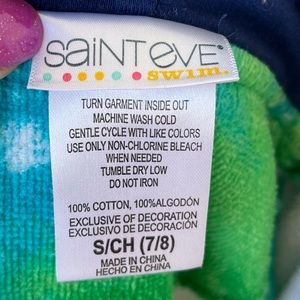 SAiNT EVE®
swim.
TURN GARMENT INSIDE OUT
MACHINE WASH COLD
GENTLE CYCLE WITH LIKE COLORS
USE ONLY NON-CHLORINE BLEACH
WHEN NEEDED
TUMBLE DRY LOW
DO NOT IRON
100% COTTON, 100%ALGODÓN
EXCLUSIVE OF DECORATION
EXCLUSIVO DE DECORACIÓN
S/CH (7/8)
MADE IN CHINA
HECHO EN CHINA